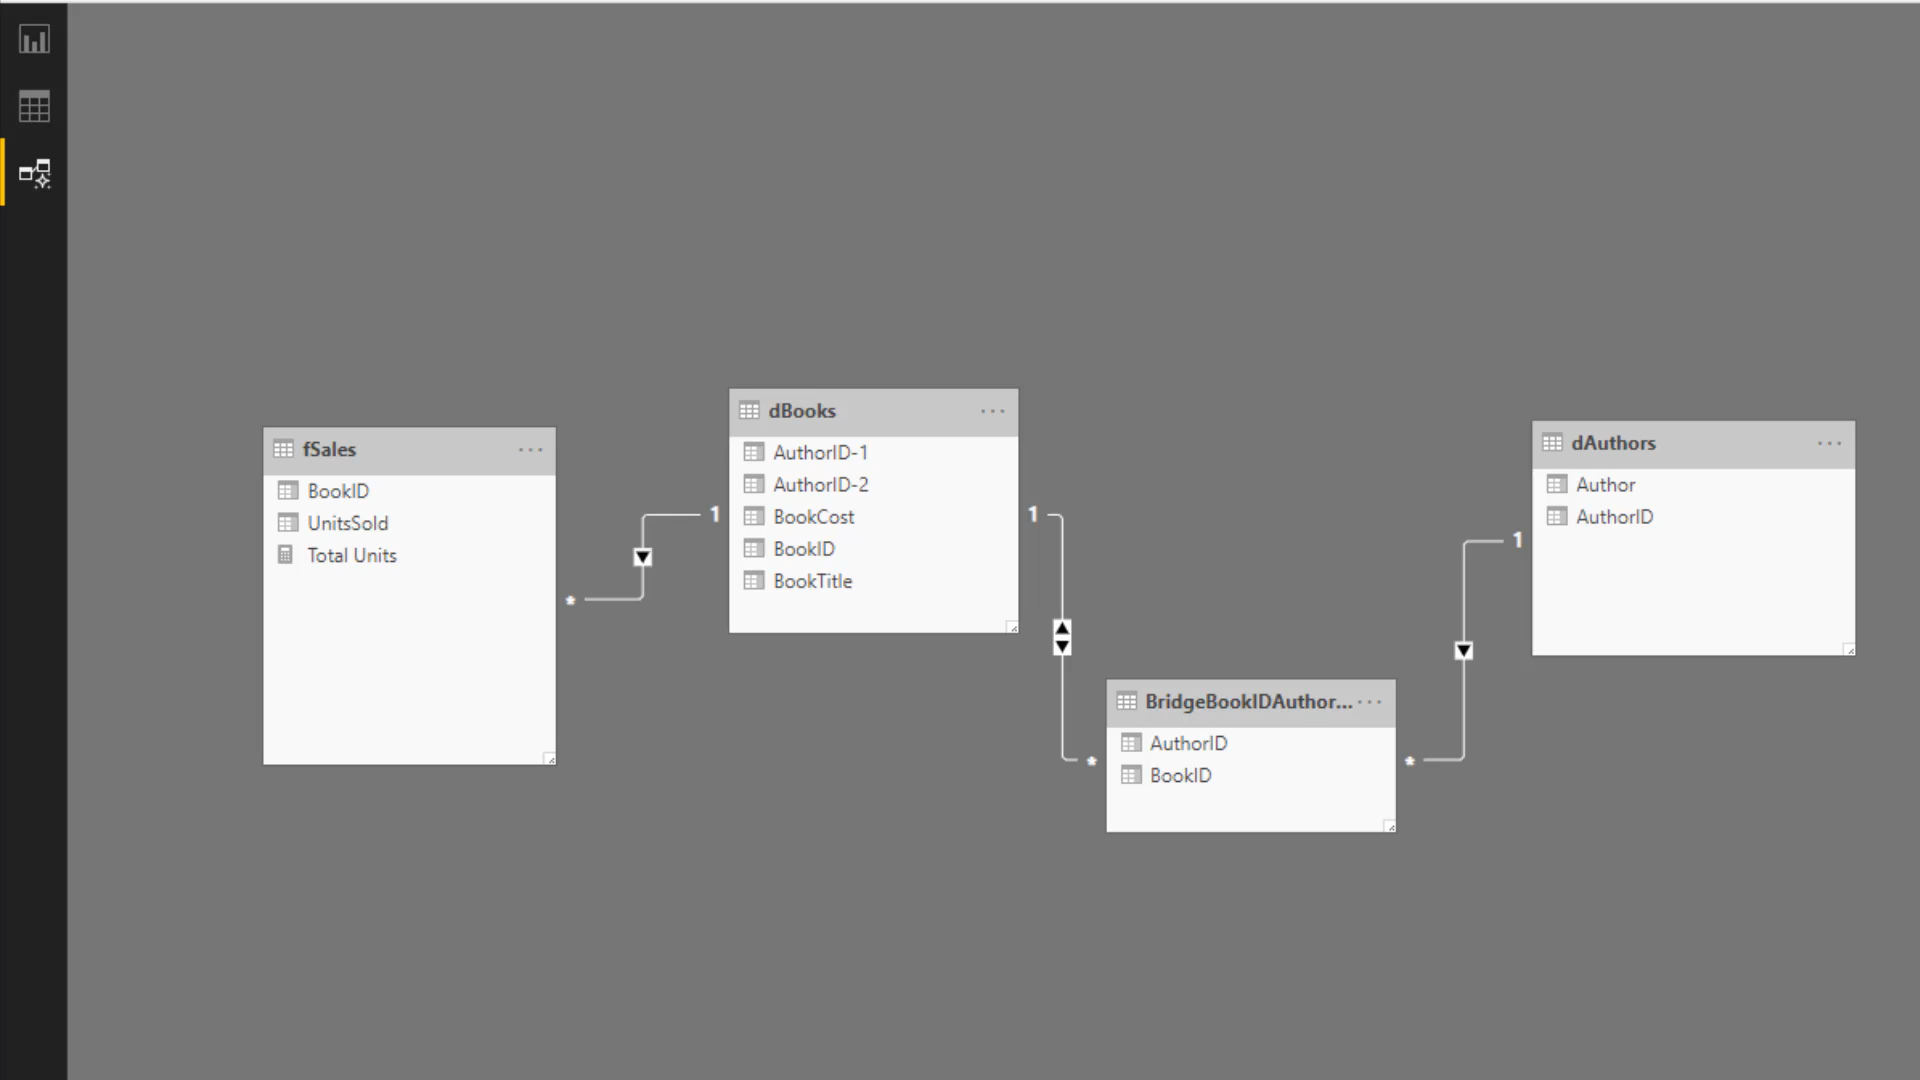 fSales
BookID
UnitsSold
Total Units
*
1
dBooks
AuthorID-1
AuthorID-2
BookCost
BookID
BookTitle
1
*
BridgeBookIDAuthor...
AuthorID
BookID
*
1
dAuthors
Author
AuthorID